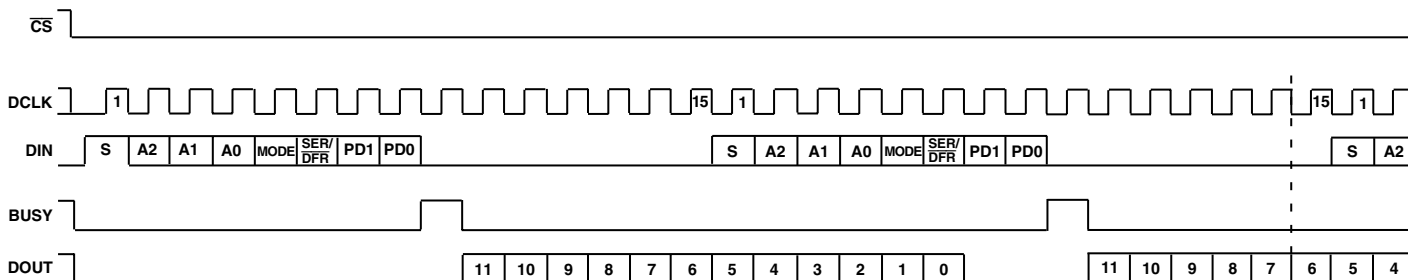 CS
DCLK 1 15 1 15 1
DIN S A2 A1 A0 MODE SER/DFR PD1 PD0 S A2 A1 A0 MODE SER/DFR PD1 PD0 S A2
BUSY
DOUT 11 10 9 8 7 6 5 4 3 2 1 0 11 10 9 8 7 6 5 4